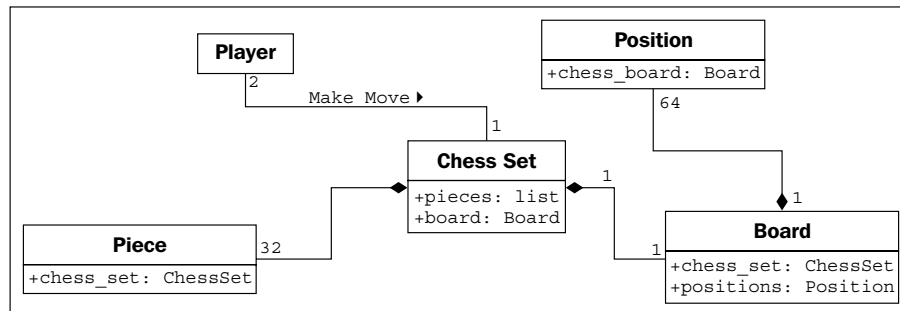 Player
2
Make Move
1
Position
+chess_board: Board
64
Chess Set
+pieces: list
+board: Board
1
1
Piece
+chess_set: ChessSet
32
1
Board
+chess_set: ChessSet
+positions: Position